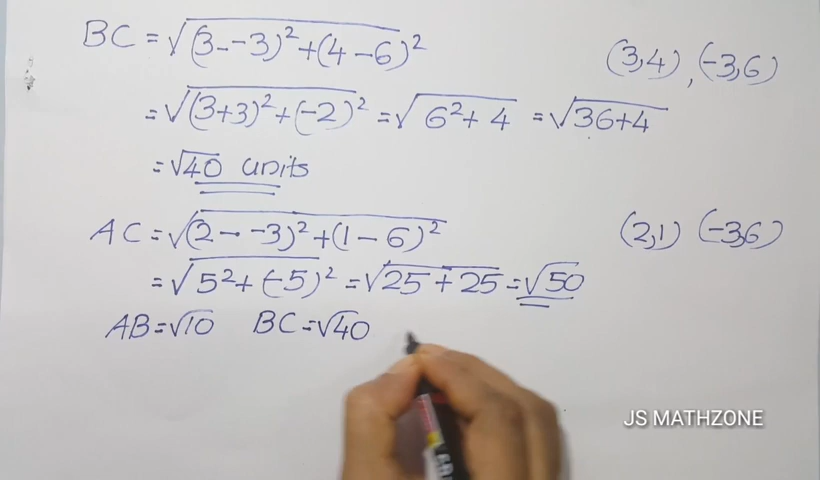 BC = √(3--3)² + (4-6)² (3,4), (-3,6)
= √(3+3)² + (-2)² = √6² + 4 = √36+4
= √40 units
AC = √(2--3)² + (1-6)² (2,1) (-3,6)
= √5² + (-5)² = √25 + 25 = √50
AB = √10 BC = √40
JS MATHZONE